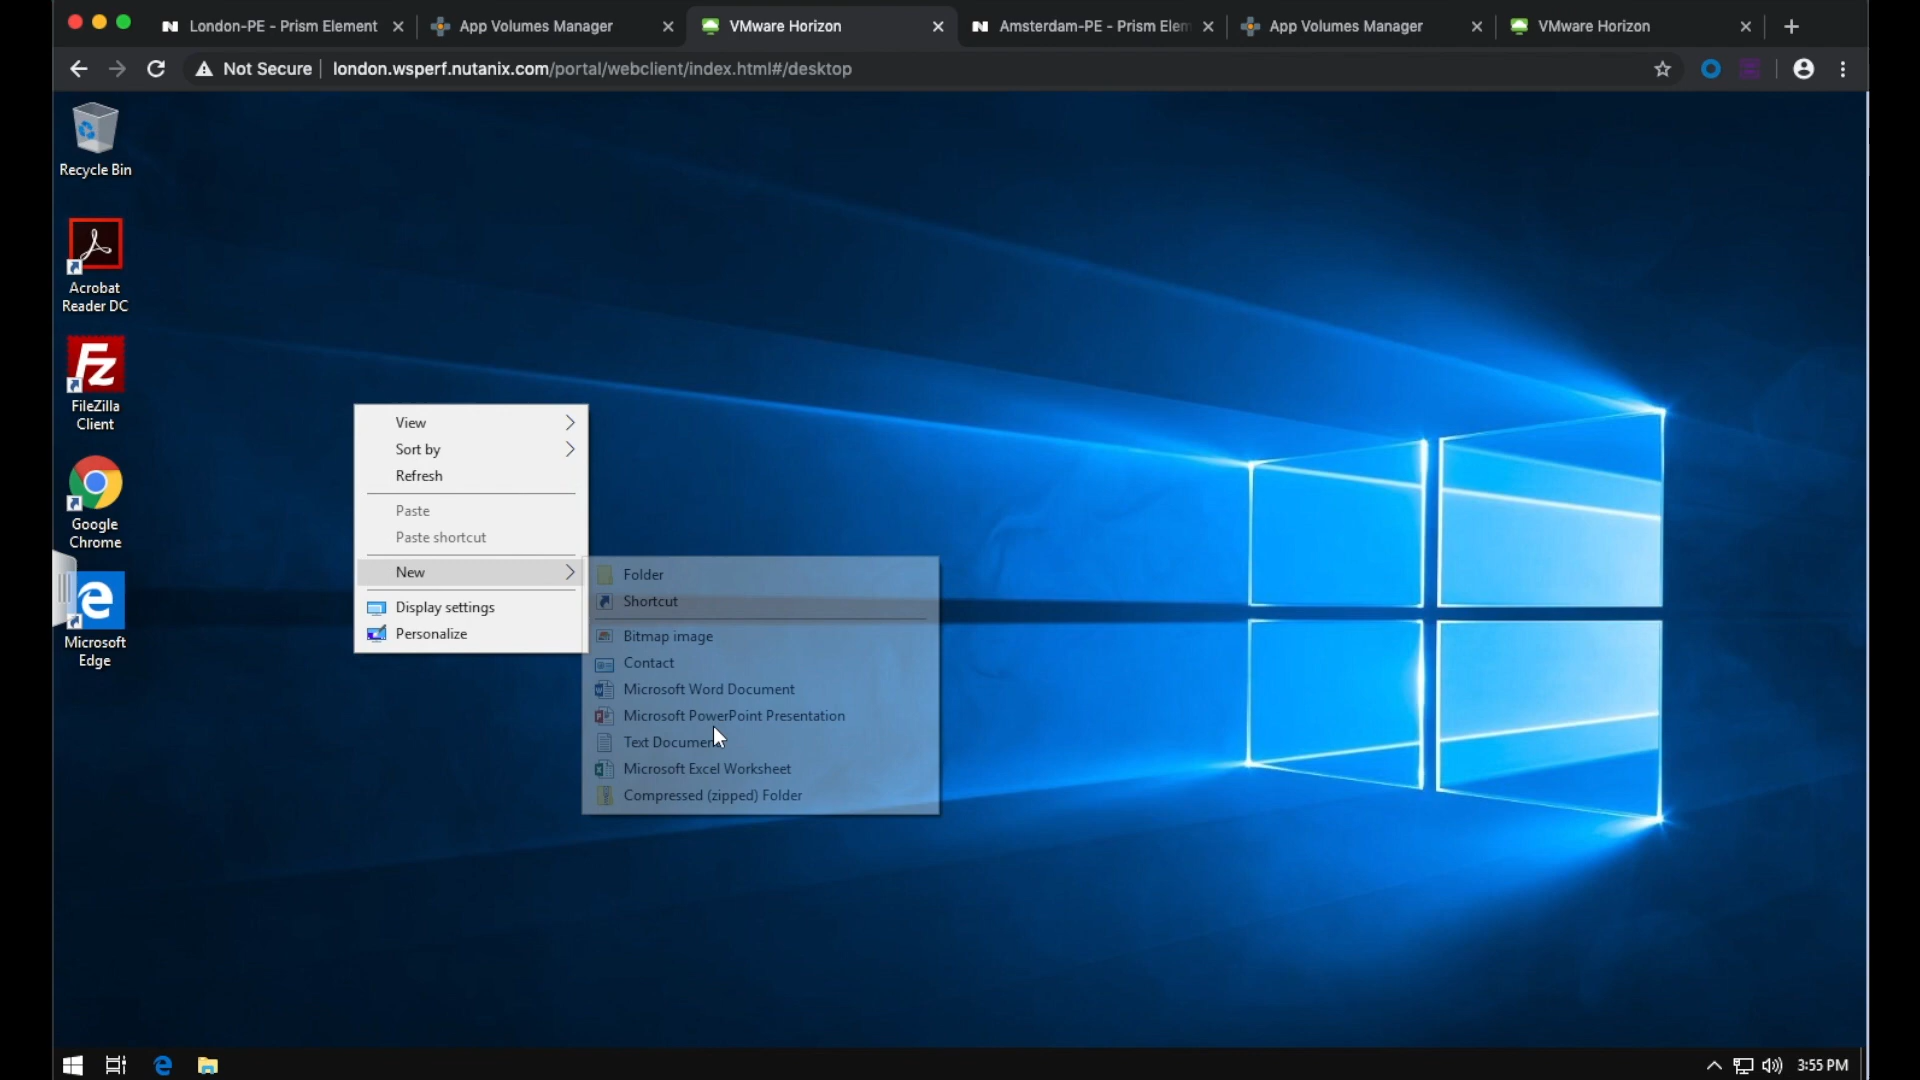 London-PE - Prism Element
App Volumes Manager
VMware Horizon
Amsterdam-PE - Prism Elem
App Volumes Manager
VMware Horizon
Not Secure
london.wsperf.nutanix.com/portal/webclient/index.html#/desktop
Recycle Bin
Acrobat
Reader DC
FileZilla
Client
Google
Chrome
Microsoft
Edge
View
Sort by
Refresh
Paste
Paste shortcut
New
Display settings
Personalize
Folder
Shortcut
Bitmap image
Contact
Microsoft Word Document
Microsoft PowerPoint Presentation
Text Document
Microsoft Excel Worksheet
Compressed (zipped) Folder
3:55 PM